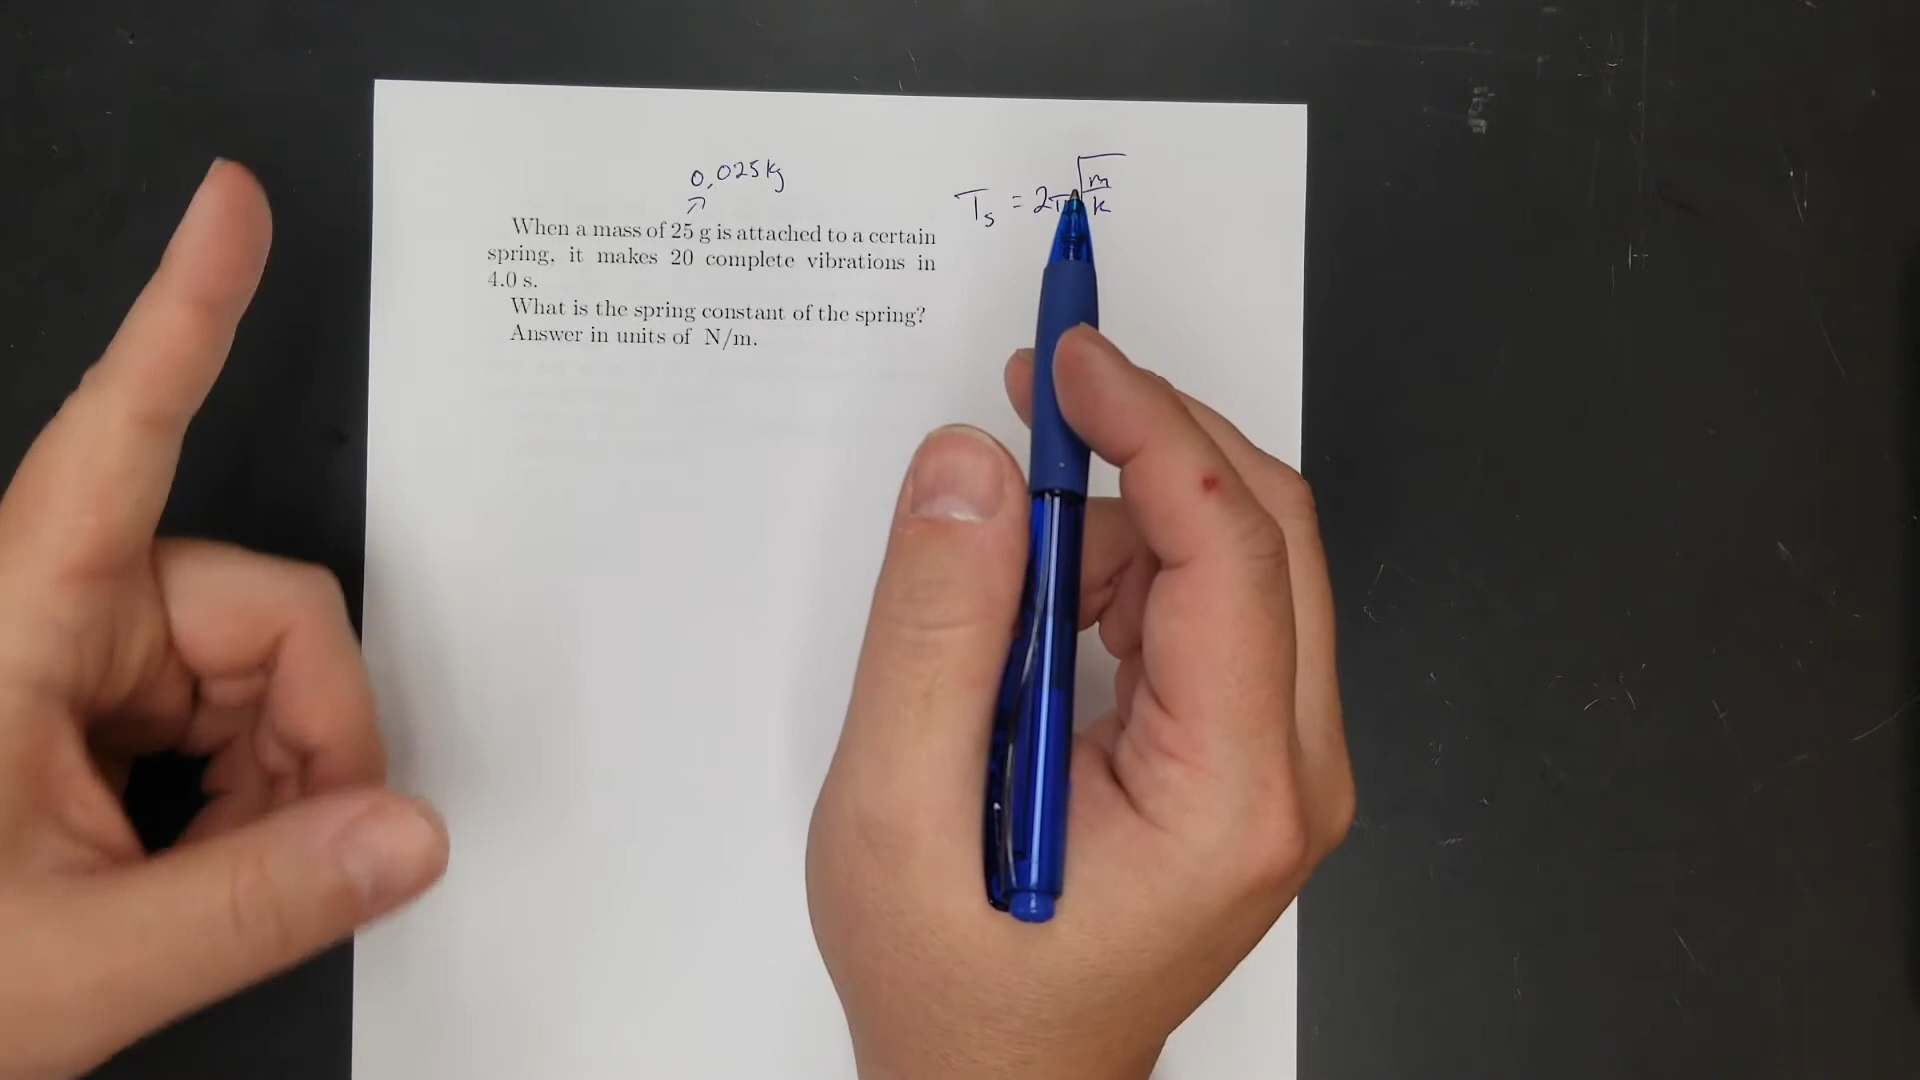 0.025 kg
When a mass of 25 g is attached to a certain
spring, it makes 20 complete vibrations in
4.0 s.
What is the spring constant of the spring?
Answer in units of N/m.
Tₛ = 2π√(m/k)